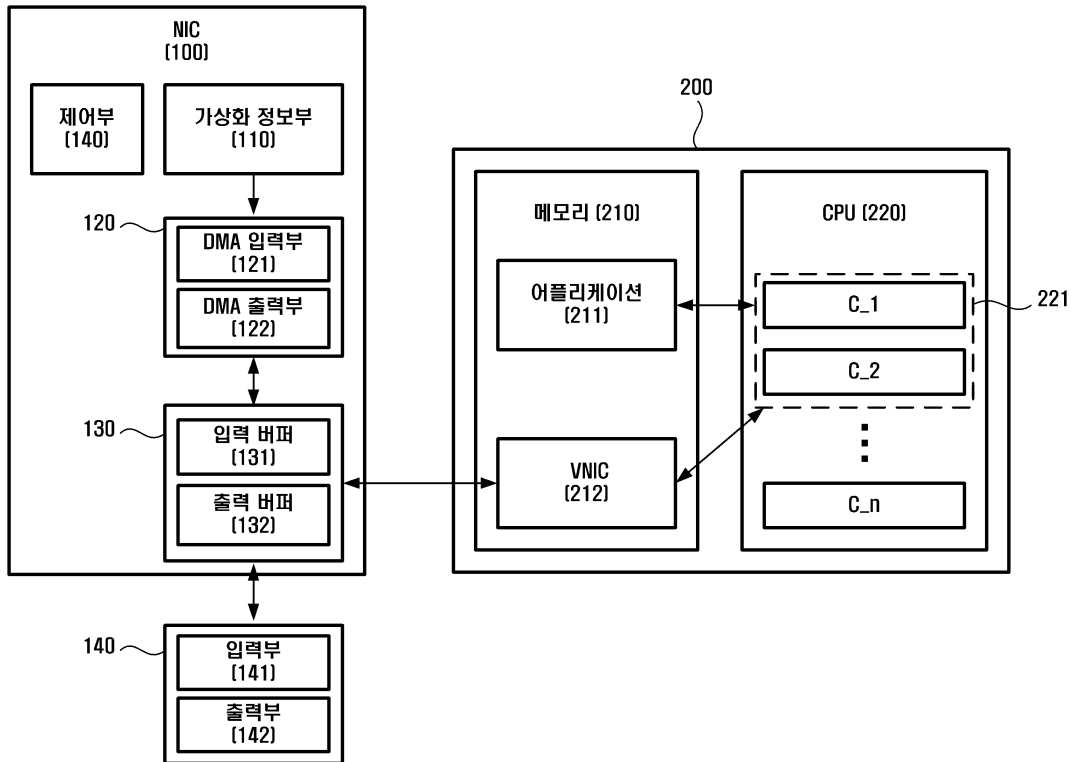 NIC
(100)
제어부
(140)
가상화 정보부
(110)
120
DMA 입력부
(121)
DMA 출력부
(122)
130
입력 버퍼
(131)
출력 버퍼
(132)
140
입력부
(141)
출력부
(142)
200
메모리 (210)
어플리케이션
(211)
VNIC
(212)
CPU (220)
221
C_1
C_2
C_n